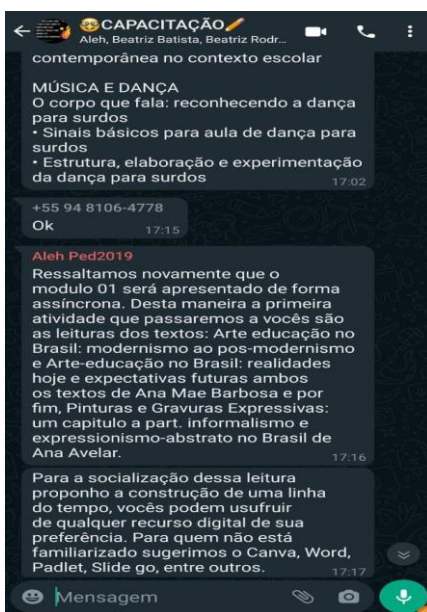 CAPACITAÇÃO
Aleh, Beatriz Batista, Beatriz Rodr...
contemporânea no contexto escolar
MÚSICA E DANÇA
O corpo que fala: reconhecendo a dança
para surdos
• Sinais básicos para aula de dança para
surdos
• Estrutura, elaboração e experimentação
da dança para surdos
17:02
+55 94 8106-4778
Ok
17:15
Aleh Ped2019
Ressaltamos novamente que o
modulo 01 será apresentado de forma
assíncrona. Desta maneira a primeira
atividade que passaremos a vocês são
as leituras dos textos: Arte educação no
Brasil: modernismo ao pos-modernismo
e Arte-educação no Brasil: realidades
hoje e expectativas futuras ambos
os textos de Ana Mae Barbosa e por
fim, Pinturas e Gravuras Expressivas:
um capitulo a part. informalismo e
expressionismo-abstrato no Brasil de
Ana Avelar.
17:16
Para a socialização dessa leitura
proponho a construção de uma linha
do tempo, vocês podem usufruir
de qualquer recurso digital de sua
preferência. Para quem não está
familiarizado sugerimos o Canva, Word,
Padlet, Slide go, entre outros.
17:17
Mensagem